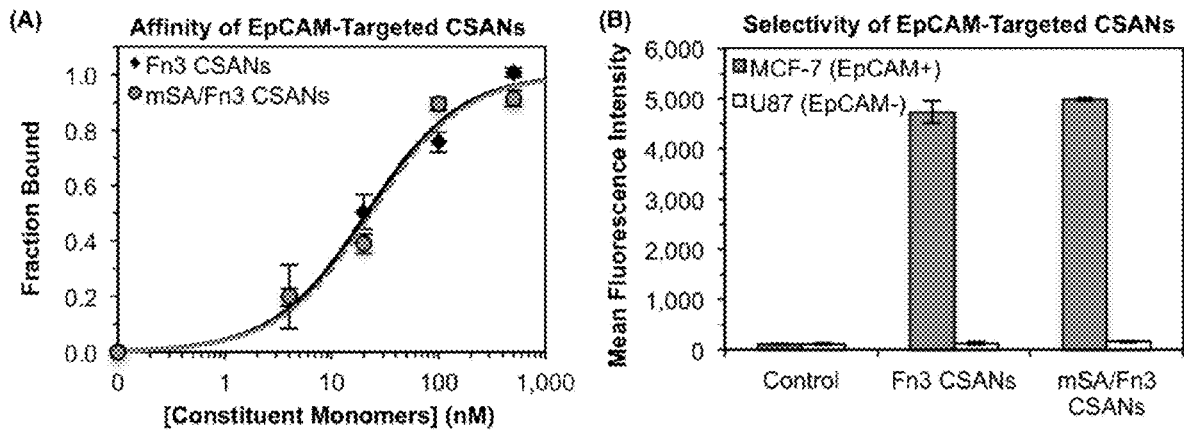 (A) Affinity of EpCAM-Targeted CSANs
Fn3 CSANs
mSA/Fn3 CSANs
Fraction Bound
1.0
0.8
0.6
0.4
0.2
0.0
0
1
10
100
1,000
[Constituent Monomers] (nM)
(B) Selectivity of EpCAM-Targeted CSANs
MCF-7 (EpCAM+)
U87 (EpCAM-)
Mean Fluorescence Intensity
6,000
5,000
4,000
3,000
2,000
1,000
0
Control
Fn3 CSANs
mSA/Fn3
CSANs